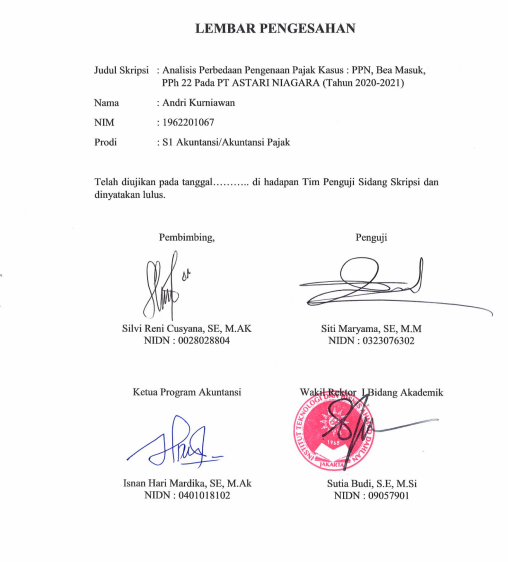 LEMBAR PENGESAHAN
Judul Skripsi : Analisis Perbedaan Pengenaan Pajak Kasus : PPN, Bea Masuk,
PPh 22 Pada PT ASTARI NIAGARA (Tahun 2020-2021)
Nama : Andri Kurniawan
NIM : 1962201067
Prodi : S1 Akuntansi/Akuntansi Pajak
Telah diujikan pada tanggal……….. di hadapan Tim Penguji Sidang Skripsi dan
dinyatakan lulus.
Pembimbing, Penguji
Silvi Reni Cusyana, SE, M.AK Siti Maryama, SE, M.M
NIDN : 0028028804 NIDN : 0323076302
Ketua Program Akuntansi Wakil Rektor I Bidang Akademik
INSTITUT TEKNOLOGI DAN BISNIS AHMAD DAHLAN
JAKARTA
Isnan Hari Mardika, SE, M.Ak Sutia Budi, S.E, M.Si
NIDN : 0401018102 NIDN : 09057901